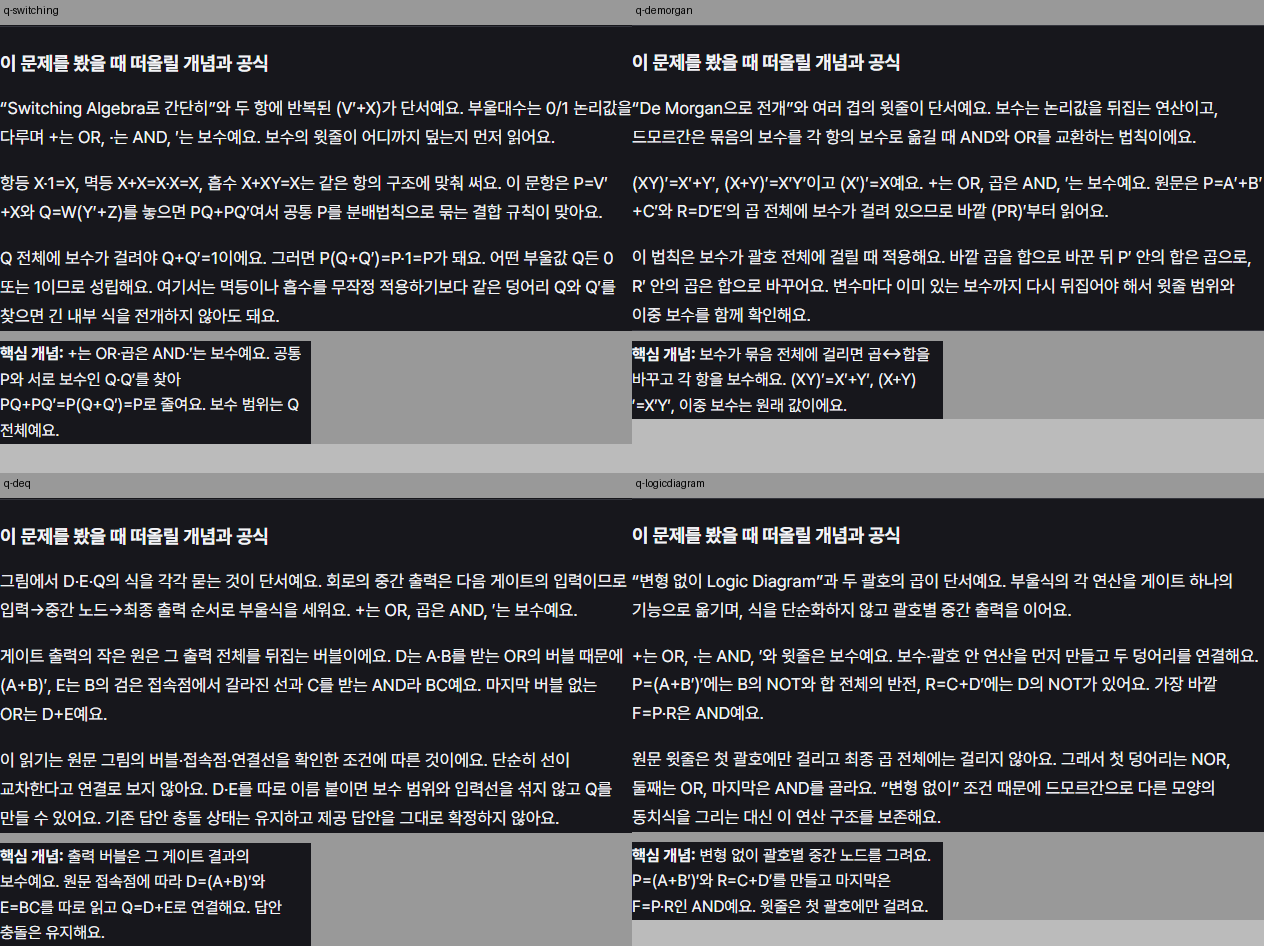 q-switching
이 문제를 봤을 때 떠올릴 개념과 공식
“Switching Algebra로 간단히”와 두 항에 반복된 (V′+X)가 단서예요. 부울대수는 0/1 논리값을
다루며 +는 OR, ·는 AND, ′는 보수예요. 보수의 윗줄이 어디까지 덮는지 먼저 읽어요.
항등 X·1=X, 멱등 X+X=X·X=X, 흡수 X+XY=X는 같은 항의 구조에 맞춰 써요. 이 문항은 P=V′
+X와 Q=W(Y′+Z)를 놓으면 PQ+PQ′여서 공통 P를 분배법칙으로 묶는 결합 규칙이 맞아요.
Q 전체에 보수가 걸려야 Q+Q′=1이에요. 그러면 P(Q+Q′)=P·1=P가 돼요. 어떤 부울값 Q든 0
또는 1이므로 성립해요. 여기서는 멱등이나 흡수를 무작정 적용하기보다 같은 덩어리 Q와 Q′를
찾으면 긴 내부 식을 전개하지 않아도 돼요.
핵심 개념: +는 OR·곱은 AND·′는 보수예요. 공통
P와 서로 보수인 Q·Q′를 찾아
PQ+PQ′=P(Q+Q′)=P로 줄여요. 보수 범위는 Q
전체예요.
q-demorgan
이 문제를 봤을 때 떠올릴 개념과 공식
“De Morgan으로 전개”와 여러 겹의 윗줄이 단서예요. 보수는 논리값을 뒤집는 연산이고,
드모르간은 묶음의 보수를 각 항의 보수로 옮길 때 AND와 OR를 교환하는 법칙이에요.
(XY)′=X′+Y′, (X+Y)′=X′Y′이고 (X′)′=X예요. +는 OR, 곱은 AND, ′는 보수예요. 원문은 P=A′+B′
+C′와 R=D′E′의 곱 전체에 보수가 걸려 있으므로 바깥 (PR)′부터 읽어요.
이 법칙은 보수가 괄호 전체에 걸릴 때 적용해요. 바깥 곱을 합으로 바꾼 뒤 P′ 안의 합은 곱으로,
R′ 안의 곱은 합으로 바꾸어요. 변수마다 이미 있는 보수까지 다시 뒤집어야 해서 윗줄 범위와
이중 보수를 함께 확인해요.
핵심 개념: 보수가 묶음 전체에 걸리면 곱↔합을
바꾸고 각 항을 보수해요. (XY)′=X′+Y′, (X+Y)
′=X′Y′, 이중 보수는 원래 값이에요.
q-deq
이 문제를 봤을 때 떠올릴 개념과 공식
그림에서 D·E·Q의 식을 각각 묻는 것이 단서예요. 회로의 중간 출력은 다음 게이트의 입력이므로
입력→중간 노드→최종 출력 순서로 부울식을 세워요. +는 OR, 곱은 AND, ′는 보수예요.
게이트 출력의 작은 원은 그 출력 전체를 뒤집는 버블이에요. D는 A·B를 받는 OR의 버블 때문에
(A+B)′, E는 B의 검은 접속점에서 갈라진 선과 C를 받는 AND라 BC예요. 마지막 버블 없는
OR는 D+E예요.
이 읽기는 원문 그림의 버블·접속점·연결선을 확인한 조건에 따른 것이에요. 단순히 선이
교차한다고 연결로 보지 않아요. D·E를 따로 이름 붙이면 보수 범위와 입력선을 섞지 않고 Q를
만들 수 있어요. 기존 답안 충돌 상태는 유지하고 제공 답안을 그대로 확정하지 않아요.
핵심 개념: 출력 버블은 그 게이트 결과의
보수예요. 원문 접속점에 따라 D=(A+B)′와
E=BC를 따로 읽고 Q=D+E로 연결해요. 답안
충돌은 유지해요.
q-logicdiagram
이 문제를 봤을 때 떠올릴 개념과 공식
“변형 없이 Logic Diagram”과 두 괄호의 곱이 단서예요. 부울식의 각 연산을 게이트 하나의
기능으로 옮기며, 식을 단순화하지 않고 괄호별 중간 출력을 이어요.
+는 OR, ·는 AND, ′와 윗줄은 보수예요. 보수·괄호 안 연산을 먼저 만들고 두 덩어리를 연결해요.
P=(A+B′)′에는 B의 NOT와 합 전체의 반전, R=C+D′에는 D의 NOT가 있어요. 가장 바깥
F=P·R은 AND예요.
원문 윗줄은 첫 괄호에만 걸리고 최종 곱 전체에는 걸리지 않아요. 그래서 첫 덩어리는 NOR,
둘째는 OR, 마지막은 AND를 골라요. “변형 없이” 조건 때문에 드모르간으로 다른 모양의
동치식을 그리는 대신 이 연산 구조를 보존해요.
핵심 개념: 변형 없이 괄호별 중간 노드를 그려요.
P=(A+B′)′와 R=C+D′를 만들고 마지막은
F=P·R인 AND예요. 윗줄은 첫 괄호에만 걸려요.